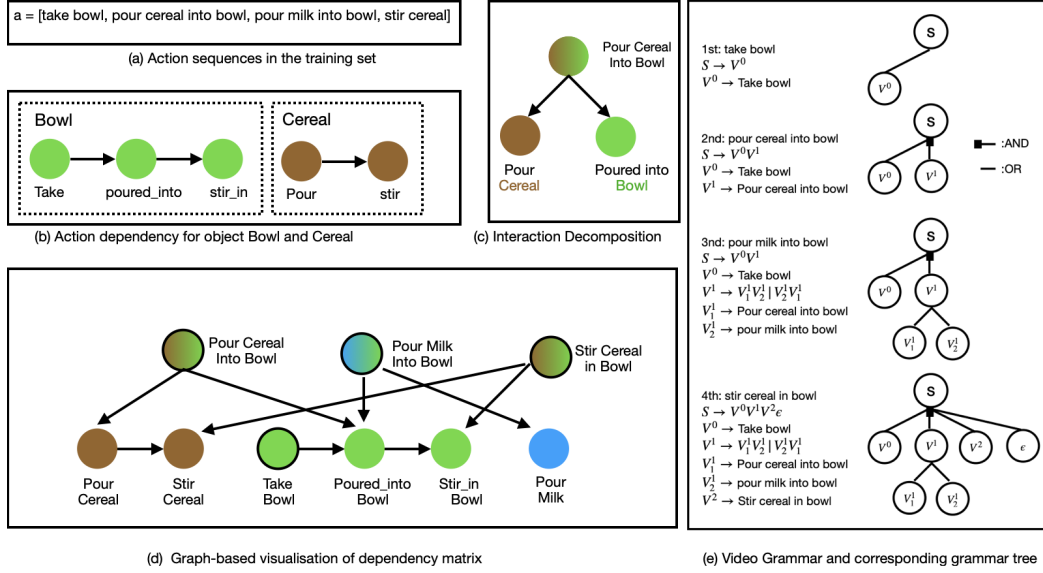 a = [take bowl, pour cereal into bowl, pour milk into bowl, stir cereal]
(a) Action sequences in the training set
Bowl
Take
poured_into
stir_in
Cereal
Pour
stir
(b) Action dependency for object Bowl and Cereal
Pour Cereal
Into Bowl
Pour
Cereal
Poured into
Bowl
(c) Interaction Decomposition
Pour Cereal
Into Bowl
Pour Milk
Into Bowl
Stir Cereal
in Bowl
Pour
Cereal
Stir
Cereal
Take
Bowl
Poured_into
Bowl
Stir_in
Bowl
Pour
Milk
(d) Graph-based visualisation of dependency matrix
1st: take bowl
S → V⁰
V⁰ → Take bowl
S
V⁰
2nd: pour cereal into bowl
S → V⁰V¹
V⁰ → Take bowl
V¹ → Pour cereal into bowl
S
V⁰
V¹
:AND
:OR
3nd: pour milk into bowl
S → V⁰V¹
V⁰ → Take bowl
V¹ → V₁¹V₂¹ | V₂¹V₁¹
V₁¹ → Pour cereal into bowl
V₂¹ → pour milk into bowl
S
V⁰
V¹
V₁¹
V₂¹
4th: stir cereal in bowl
S → V⁰V¹V²ϵ
V⁰ → Take bowl
V¹ → V₁¹V₂¹ | V₂¹V₁¹
V₁¹ → Pour cereal into bowl
V₂¹ → pour milk into bowl
V² → Stir cereal in bowl
S
V⁰
V¹
V²
ϵ
V₁¹
V₂¹
(e) Video Grammar and corresponding grammar tree